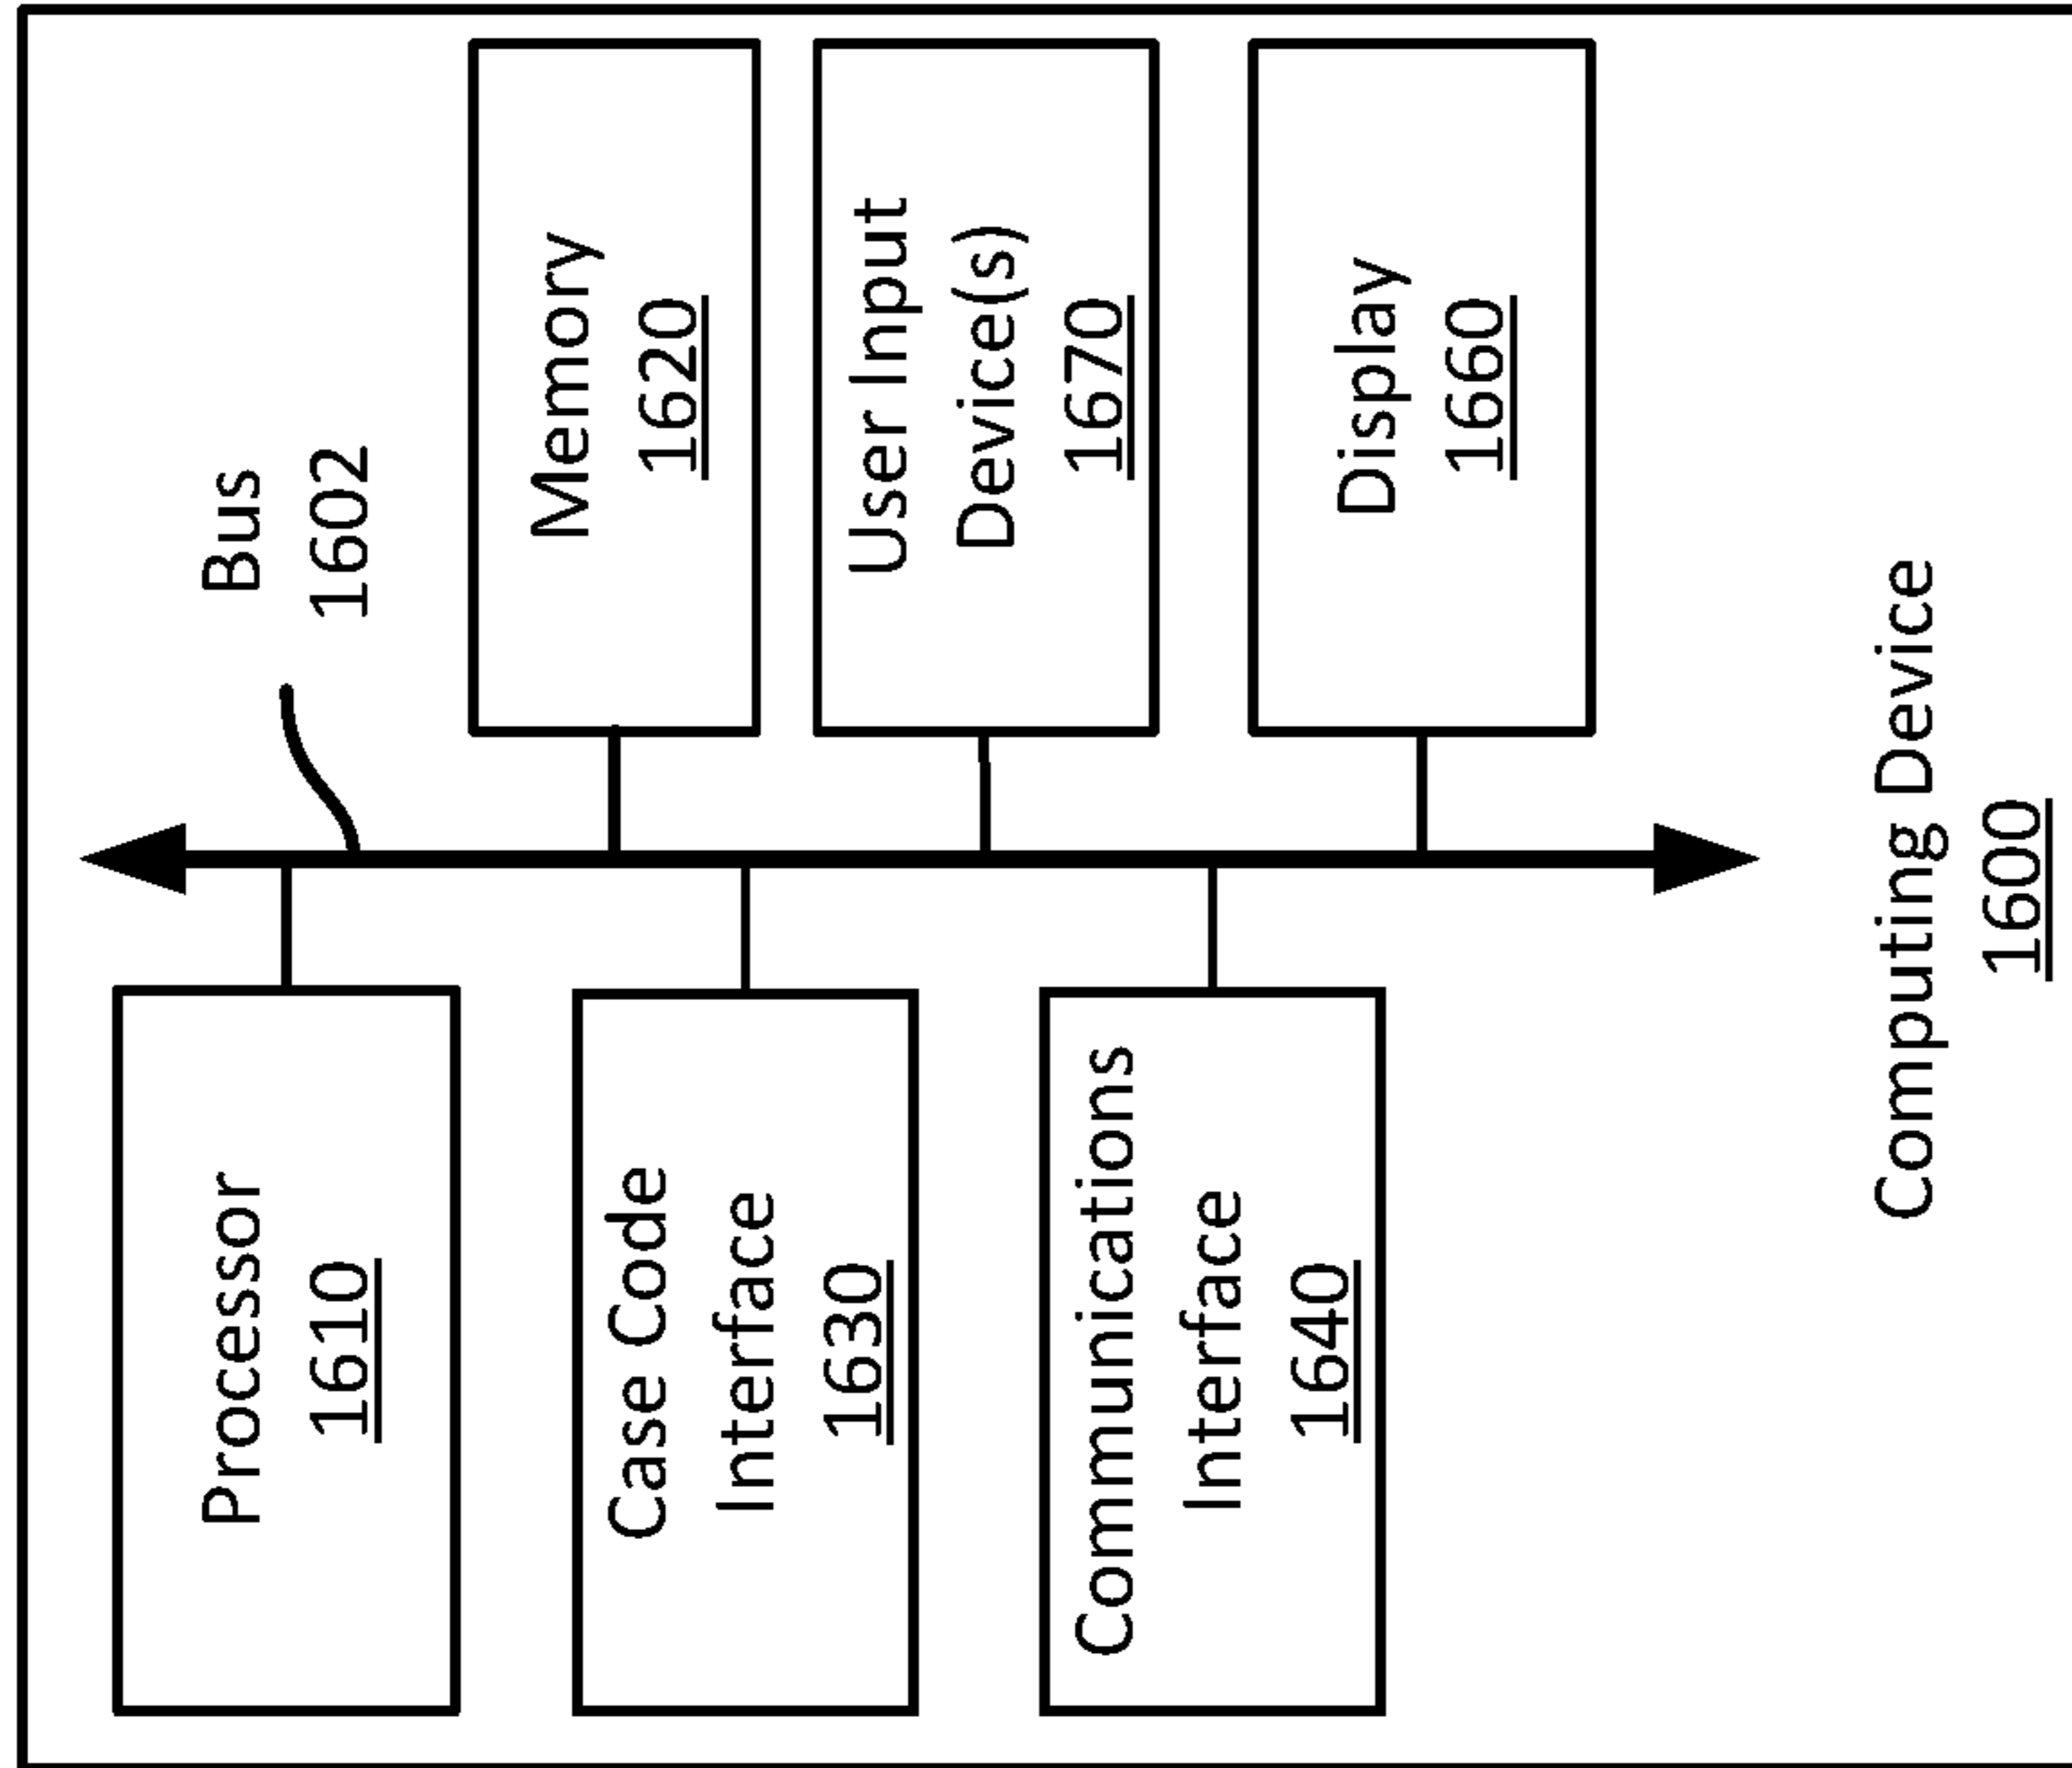 Processor
1610
Bus
1602
Memory
1620
Case Code
Interface
1630
User Input
Device(s)
1670
Communications
Interface
1640
Display
1660
Computing Device
1600